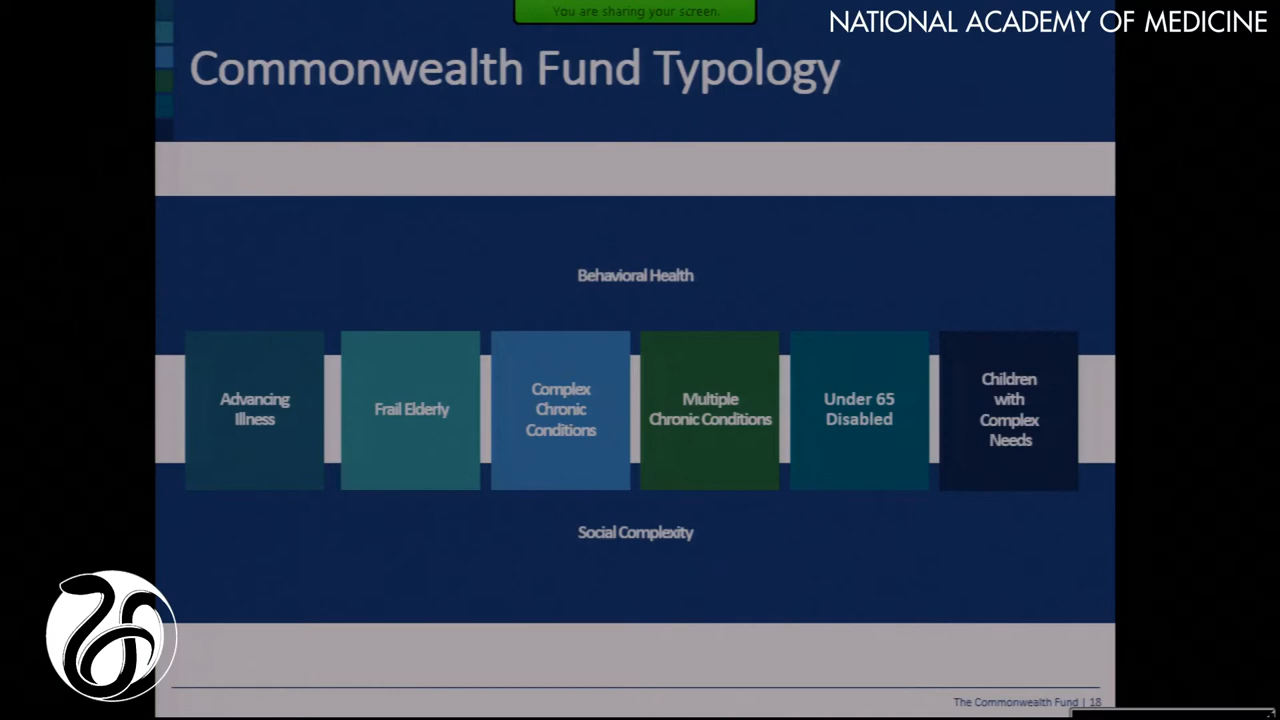 You are sharing your screen.
NATIONAL ACADEMY OF MEDICINE
Commonwealth Fund Typology
Behavioral Health
Advancing
Illness
Frail Elderly
Complex
Chronic
Conditions
Multiple
Chronic Conditions
Under 65
Disabled
Children
with
Complex
Needs
Social Complexity
The Commonwealth Fund | 18